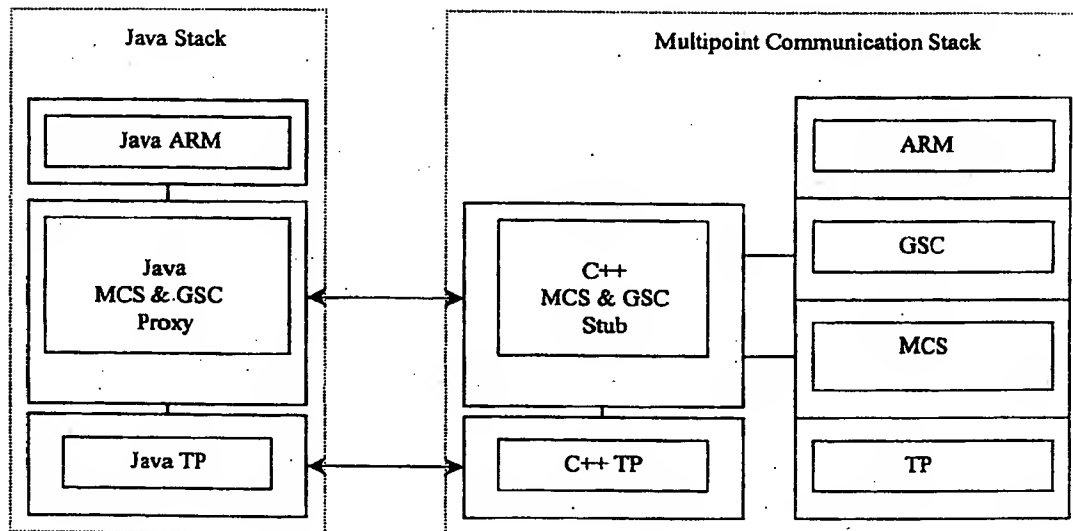 Java Stack
Java ARM
Java
MCS & GSC
Proxy
Java TP
Multipoint Communication Stack
C++
MCS & GSC
Stub
C++ TP
ARM
GSC
MCS
TP